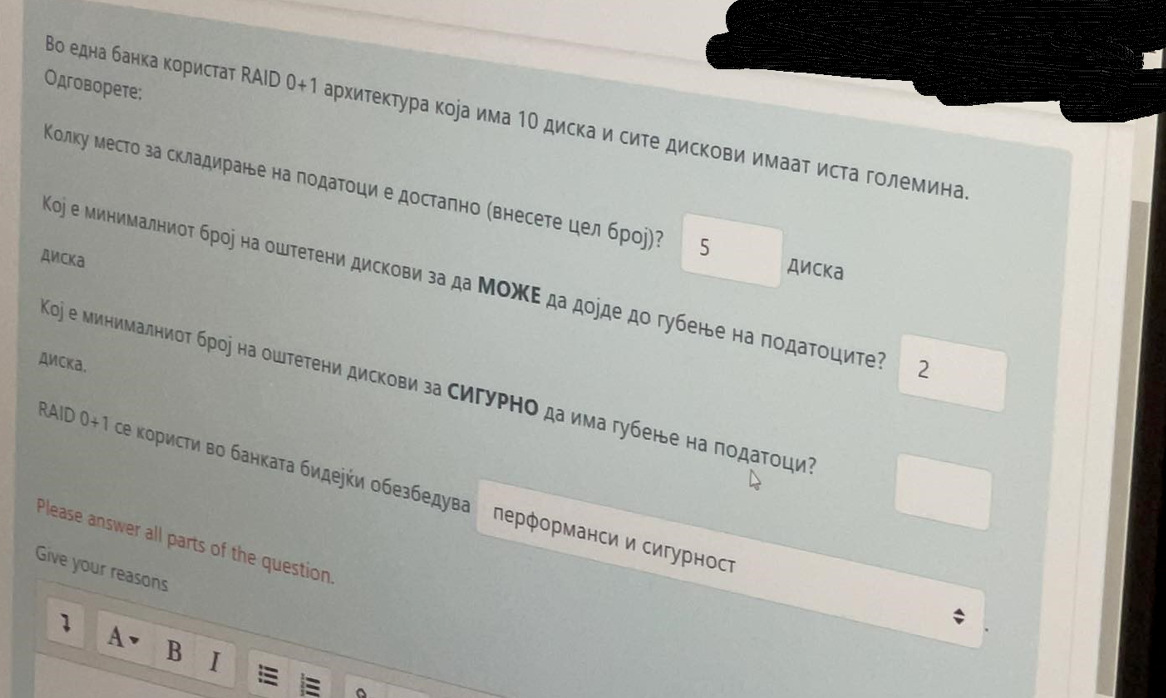 Во една банка користат RAID 0+1 архитектура која има 10 диска и сите дискови имаат иста големина.
Одговорете:
Колку место за складирање на податоци е достапно (внесете цел број)? 5 диска
Кој е минималниот број на оштетени дискови за да МОЖЕ да дојде до губење на податоците? 2
диска
Кој е минималниот број на оштетени дискови за СИГУРНО да има губење на податоци?
диска.
RAID 0+1 се користи во банката бидејќи обезбедува перформанси и сигурност .
Please answer all parts of the question.
Give your reasons
A B I